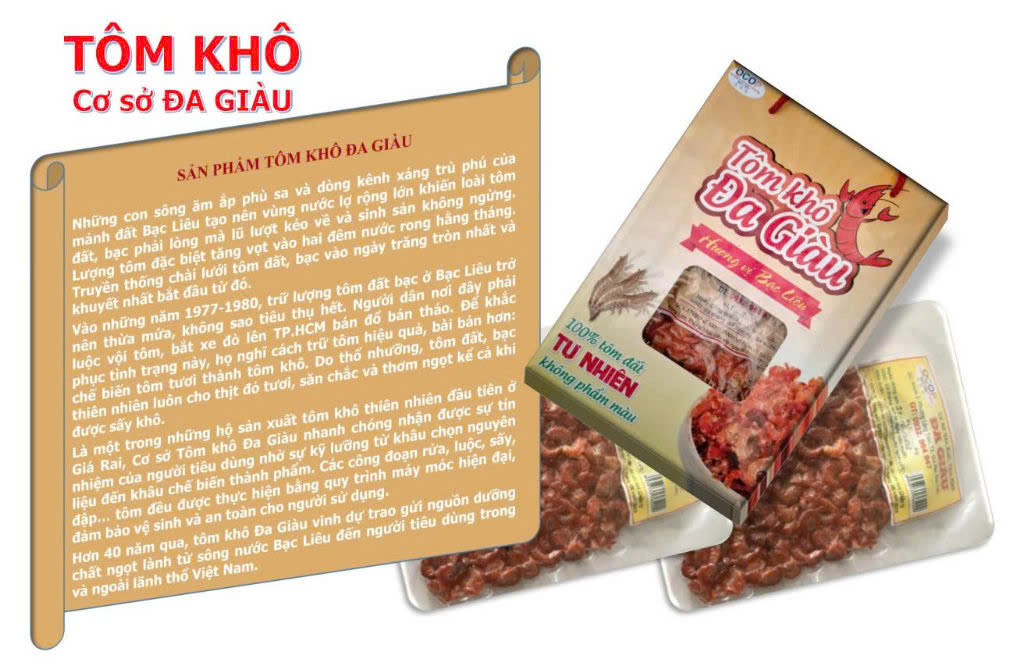 TÔM KHÔ
Cơ sở ĐA GIÀU
SẢN PHẨM TÔM KHÔ ĐA GIÀU
Những con sông ăm ắp phù sa và dòng kênh xáng trù phú của
mảnh đất Bạc Liêu tạo nên vùng nước lợ rộng lớn khiến loài tôm
đất, bạc phải lòng mà lũ lượt kéo về và sinh sản không ngừng.
Lượng tôm đặc biệt tăng vọt vào hai đêm nước rong hằng tháng.
Truyền thống chài lưới tôm đất, bạc vào ngày trăng tròn nhất và
khuyết nhất bắt đầu từ đó.
Vào những năm 1977-1980, trữ lượng tôm đất bạc ở Bạc Liêu trở
nên thừa mứa, không sao tiêu thụ hết. Người dân nơi đây phải
luộc vội tôm, bắt xe đò lên TP.HCM bán đổ bán tháo. Để khắc
phục tình trạng này, họ nghĩ cách trữ tôm hiệu quả, bài bản hơn:
chế biến tôm tươi thành tôm khô. Do thổ nhưỡng, tôm đất, bạc
thiên nhiên luôn cho thịt đỏ tươi, săn chắc và thơm ngọt kể cả khi
được sấy khô.
Là một trong những hộ sản xuất tôm khô thiên nhiên đầu tiên ở
Giá Rai, Cơ sở Tôm khô Đa Giàu nhanh chóng nhận được sự tín
nhiệm của người tiêu dùng nhờ sự kỹ lưỡng từ khâu chọn nguyên
liệu đến khâu chế biến thành phẩm. Các công đoạn rửa, luộc, sấy,
đập... tôm đều được thực hiện bằng quy trình máy móc hiện đại,
đảm bảo vệ sinh và an toàn cho người sử dụng.
Hơn 40 năm qua, tôm khô Đa Giàu vinh dự trao gửi nguồn dưỡng
chất ngọt lành từ sông nước Bạc Liêu đến người tiêu dùng trong
và ngoài lãnh thổ Việt Nam.
OCOP
Tôm khô
Đa Giàu
Hương vị Bạc Liêu
100% tôm đất
TỰ NHIÊN
không phẩm màu
ĐA GIÀU